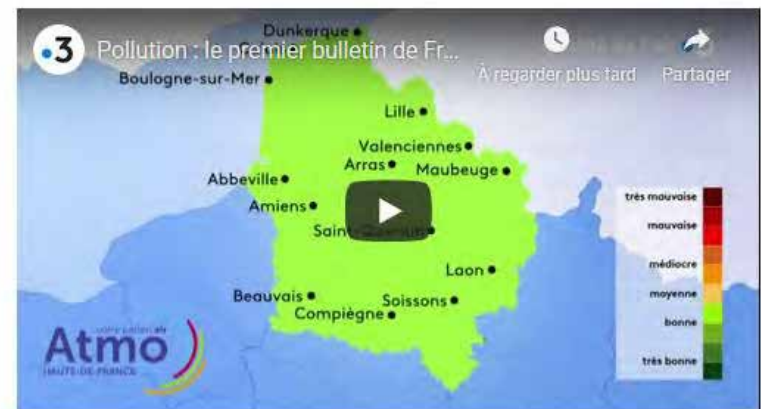 Dunkerque
3 Pollution : le premier bulletin de Fr...
À regarder plus tard
Partager
Boulogne-sur-Mer
Lille
Valenciennes
Arras
Maubeuge
Abbeville
Amiens
Laon
Beauvais
Soissons
Compiègne
très mauvaise
mauvaise
médiocre
moyenne
bonne
très bonne
Atmo
HAUTS-DE-FRANCE